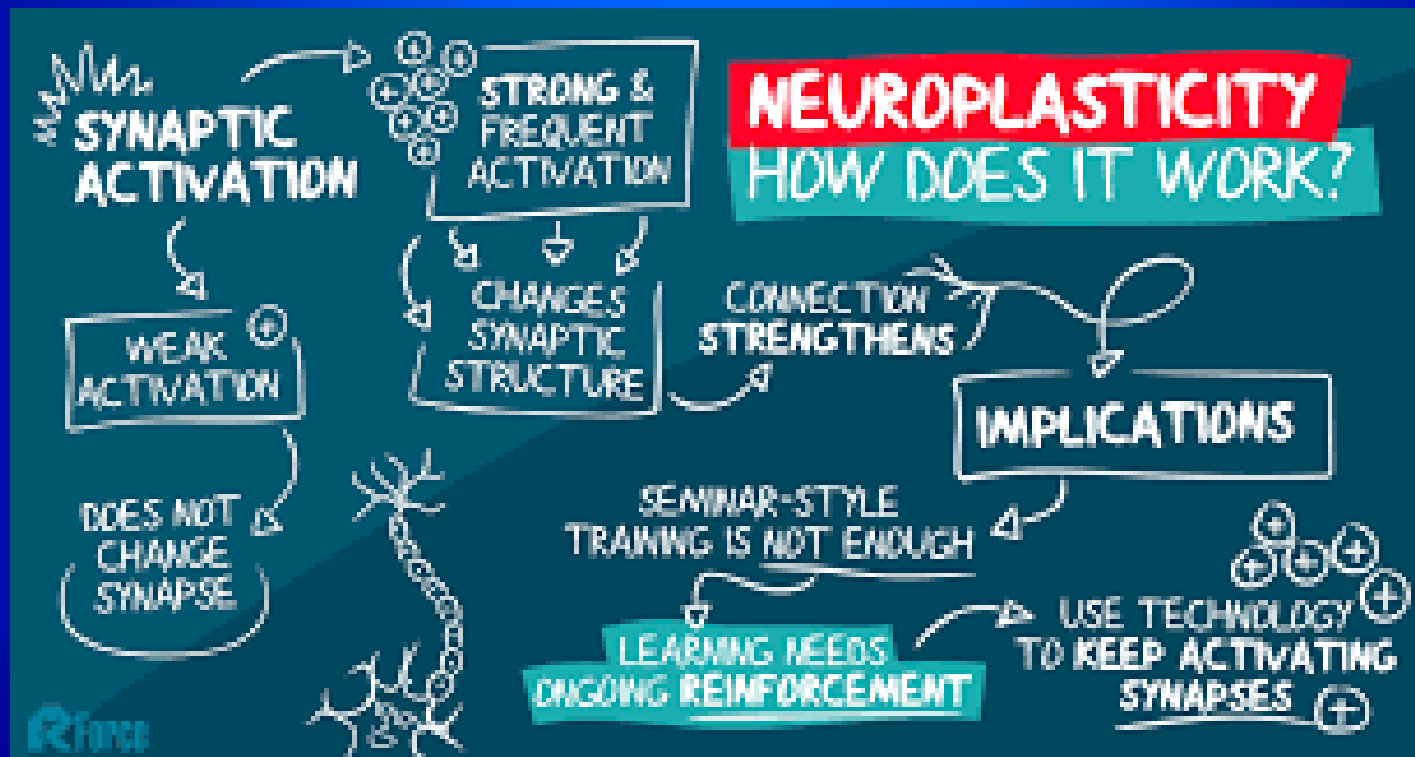 SYNAPTIC
ACTIVATION
STRONG &
FREQUENT
ACTIVATION
NEUROPLASTICITY
HOW DOES IT WORK?
WEAK
ACTIVATION
CHANGES
SYNAPTIC
STRUCTURE
CONNECTION
STRENGTHENS
IMPLICATIONS
DOES NOT
CHANGE
SYNAPSE
SEMINAR-STYLE
TRAINING IS NOT ENOUGH
LEARNING NEEDS
ONGOING REINFORCEMENT
USE TECHNOLOGY
TO KEEP ACTIVATING
SYNAPSES